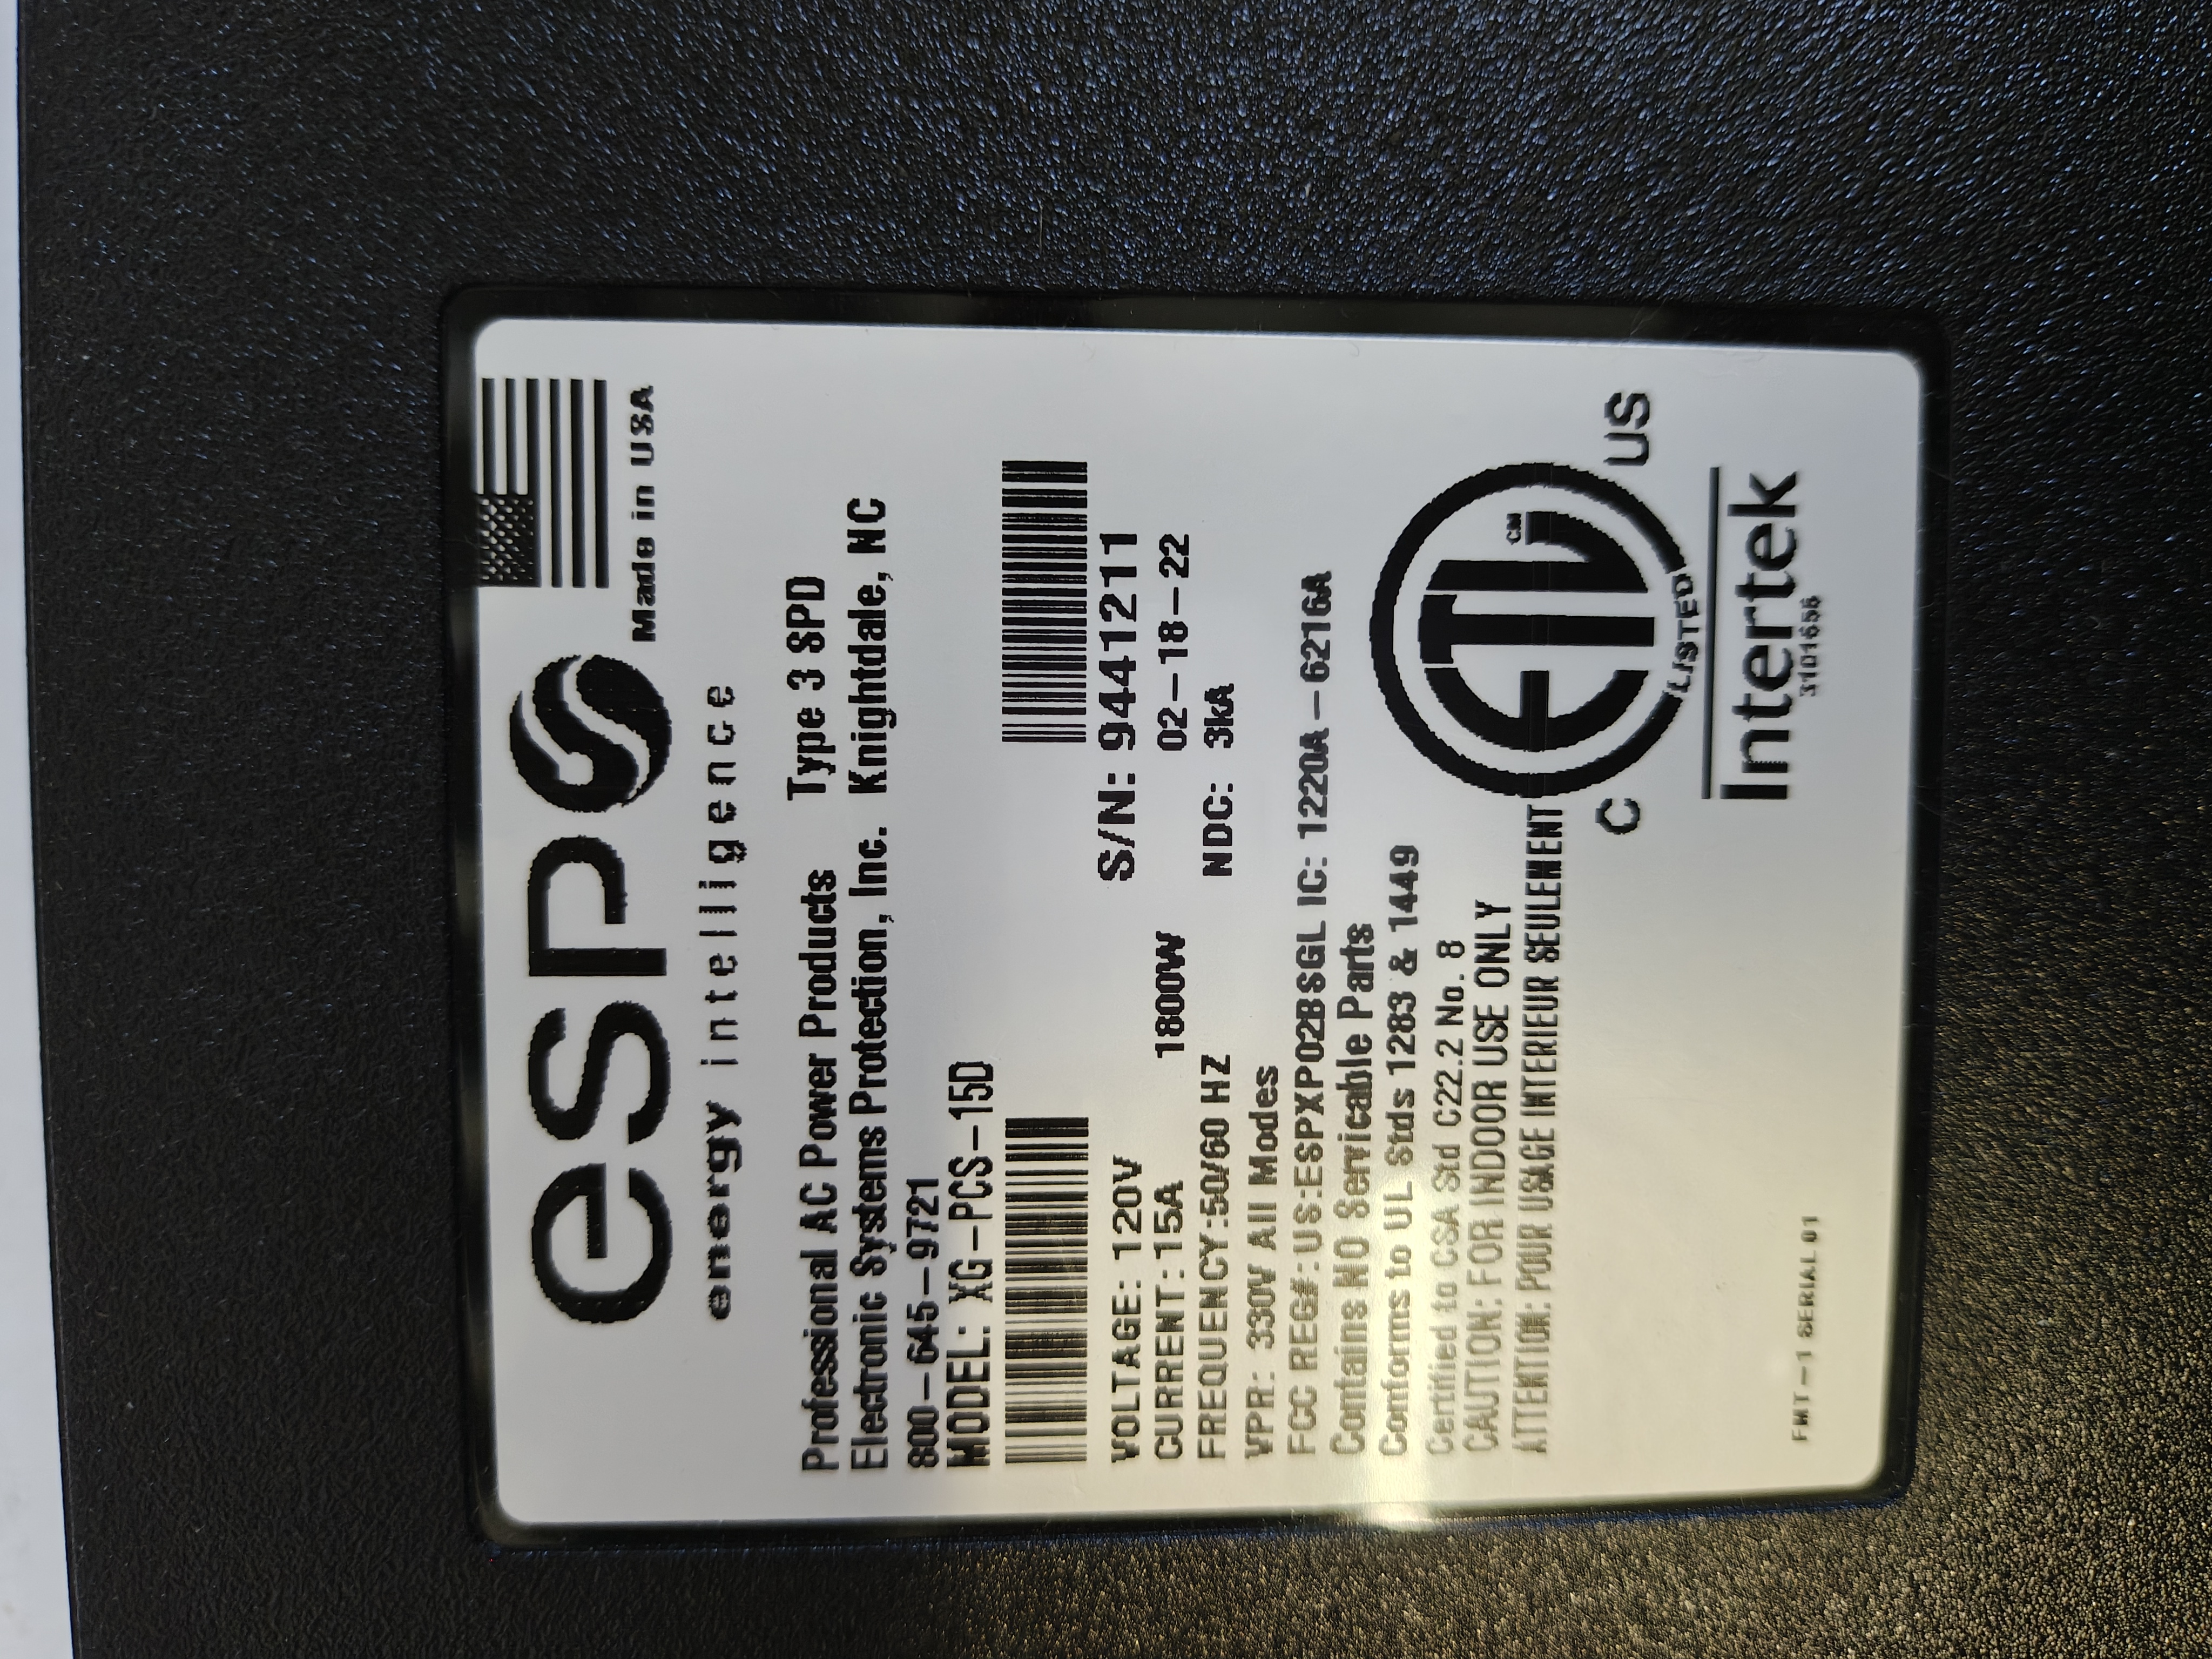 esp
Made in USA
energy intelligence
Professional AC Power Products Type 3 SPD
Electronic Systems Protection, Inc. Knightdale, NC
800-645-9721
MODEL: XG-PCS-15D
S/N: 9441211
VOLTAGE: 120V
CURRENT: 15A 1800W 02-18-22
FREQUENCY:50/60 HZ NDC: 3kA
VPR: 330V All Modes
FCC REG#: US:ESPXP02BSGL IC: 1220A-6216A
Contains NO Servicable Parts
Conforms to UL Stds 1283 & 1449
Certified to CSA Std C22.2 No. 8
CAUTION: FOR INDOOR USE ONLY
ATTENTION: POUR USAGE INTERIEUR SEULEMENT
ETL CM
LISTED
C US
Intertek
3101656
FMT-1 SERIAL 01